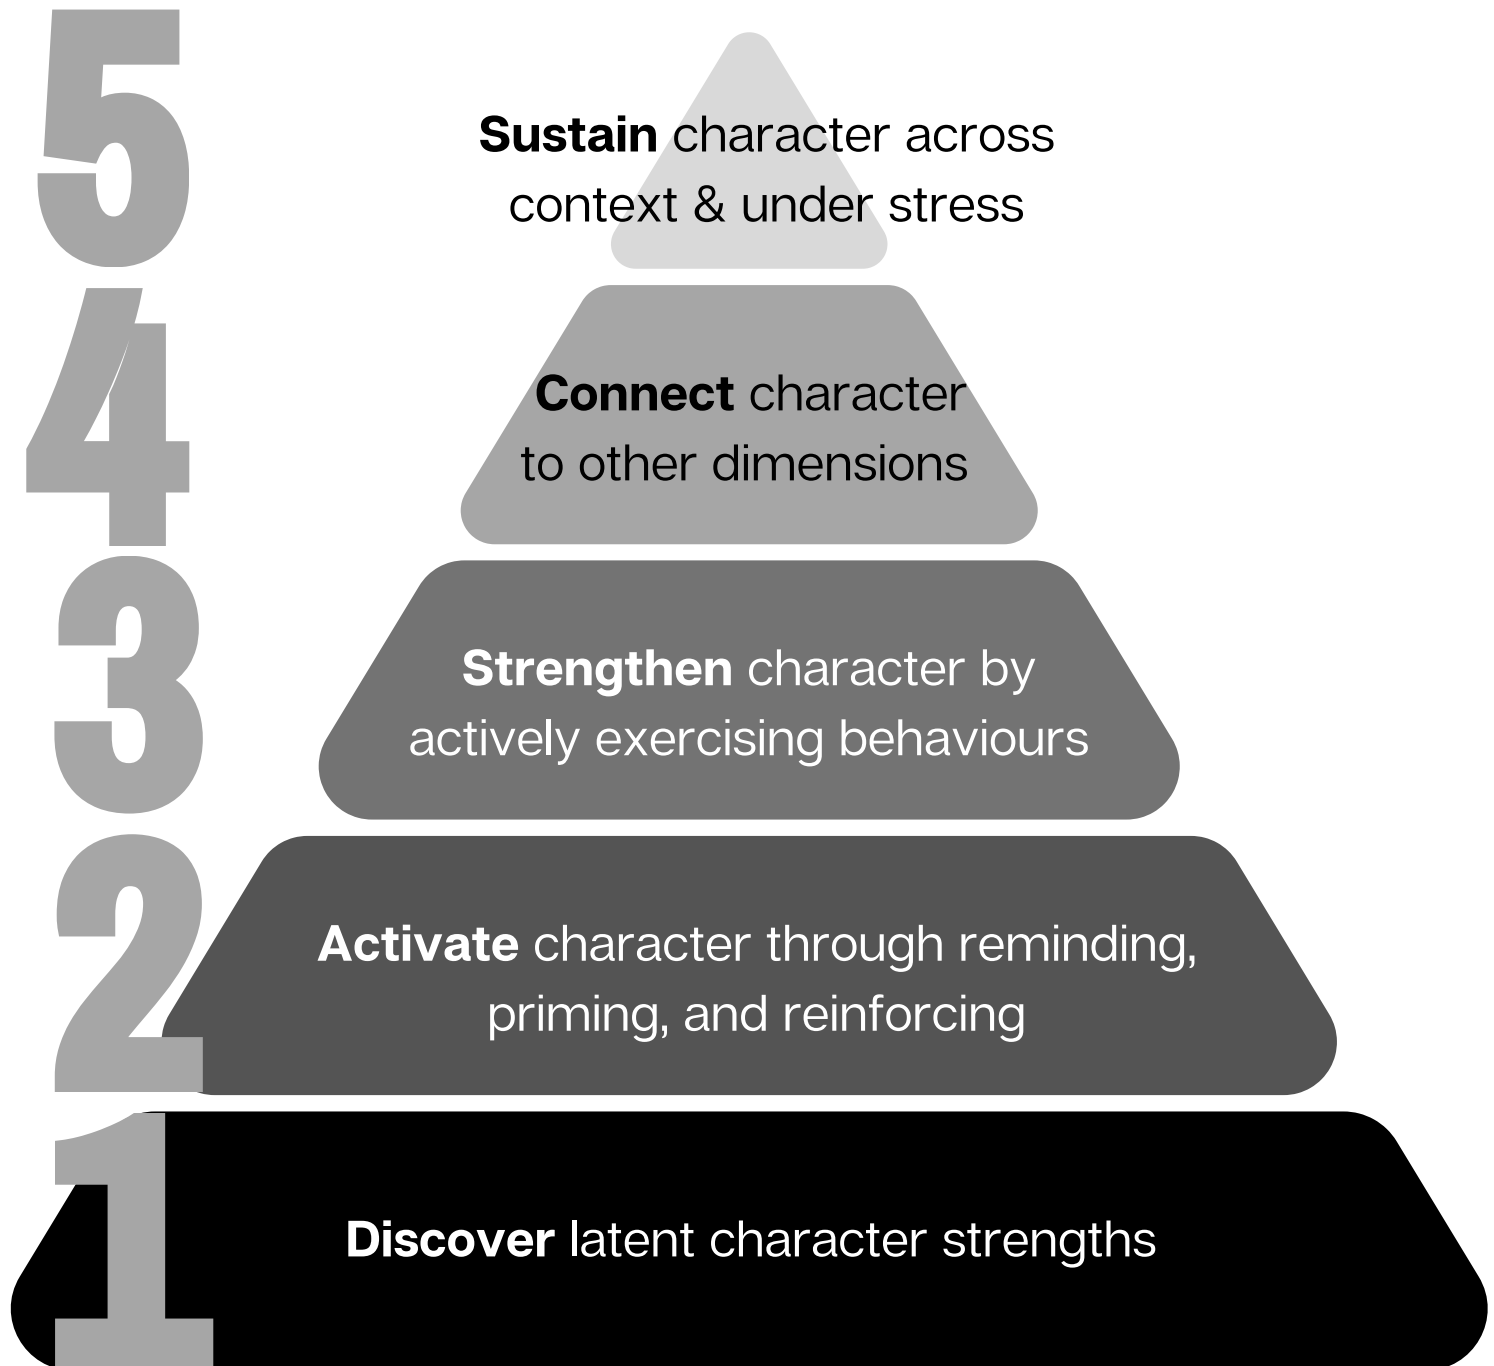 5
Sustain character across
context & under stress
4
Connect character
to other dimensions
3
Strengthen character by
actively exercising behaviours
2
Activate character through reminding,
priming, and reinforcing
1
Discover latent character strengths